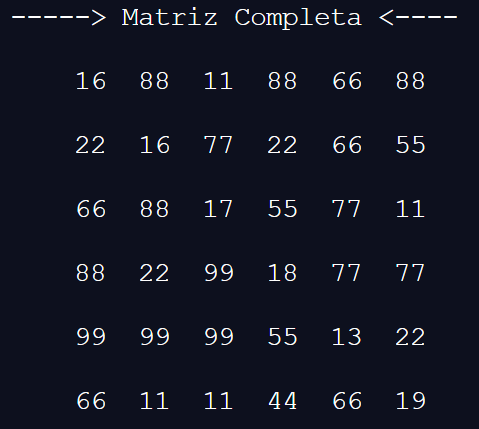 -----> Matriz Completa <----
16 88 11 88 66 88
22 16 77 22 66 55
66 88 17 55 77 11
88 22 99 18 77 77
99 99 99 55 13 22
66 11 11 44 66 19